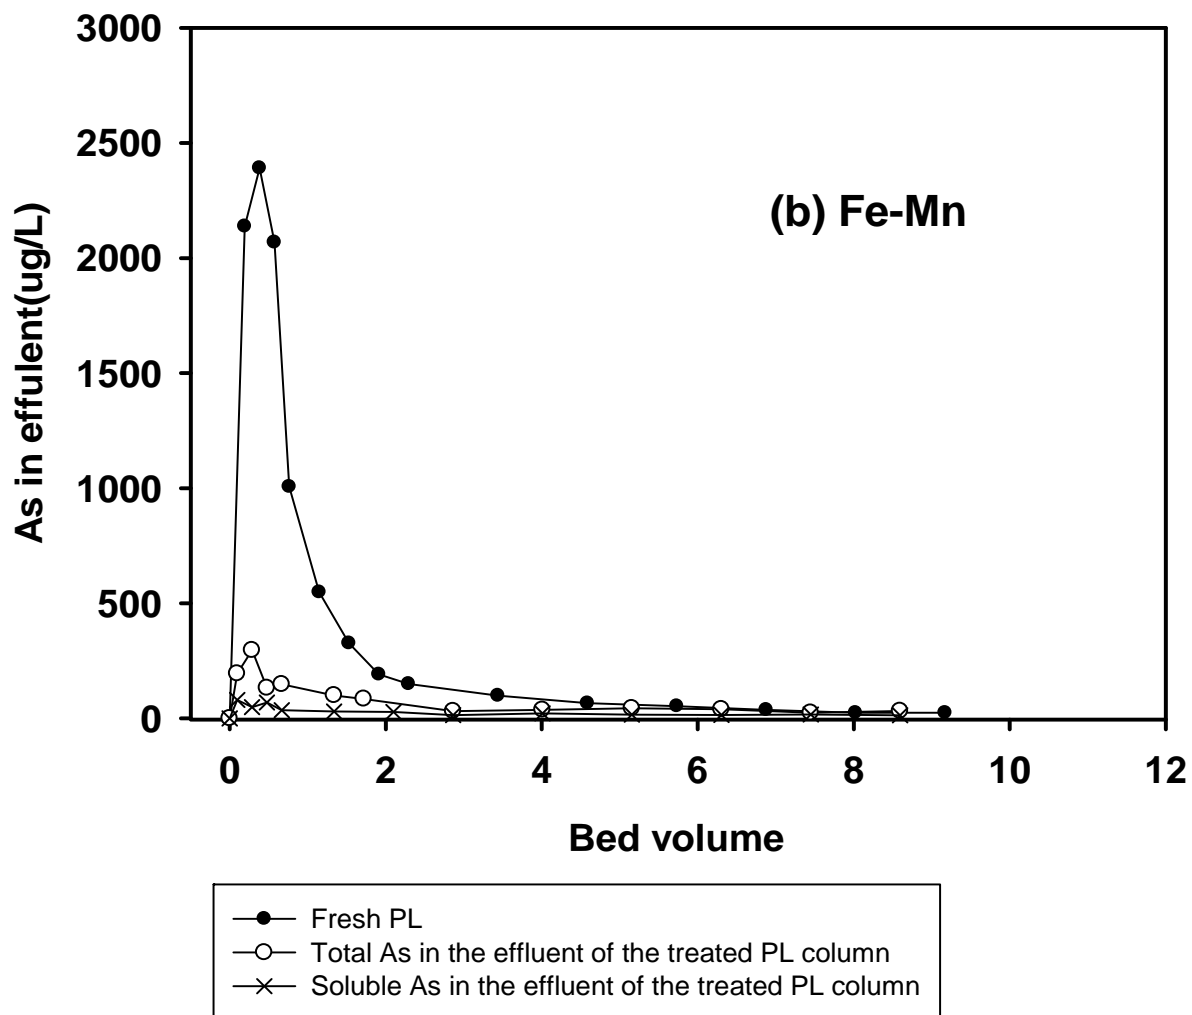 3000
2500
2000
1500
1000
500
0
As in effulent(ug/L)
(b) Fe-Mn
0 2 4 6 8 10 12
Bed volume
Fresh PL
Total As in the effluent of the treated PL column
Soluble As in the effluent of the treated PL column